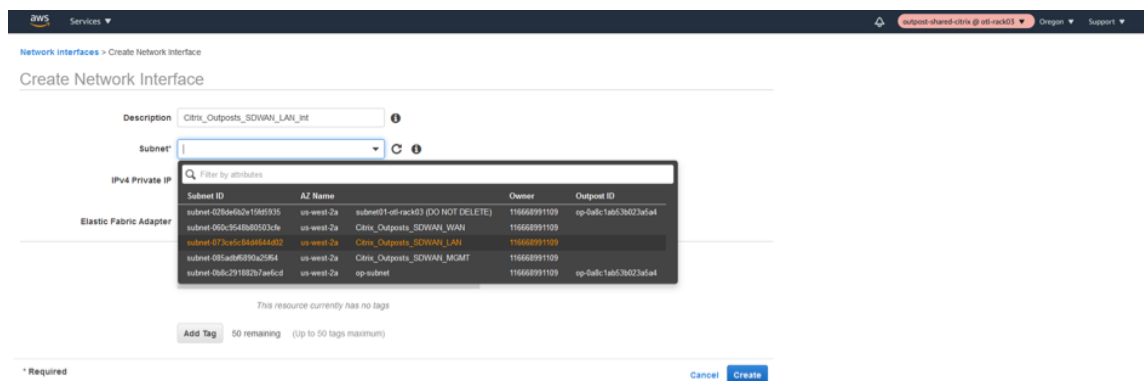 aws Services ▼ outpost-shared-citrix @ otl-rack03 ▼ Oregon ▼ Support ▼
Network interfaces > Create Network Interface
Create Network Interface
Description Citrix_Outposts_SDWAN_LAN_Int
Subnet*
IPv4 Private IP
Filter by attributes
Subnet ID AZ Name Owner Outpost ID
subnet-028de6b2e15fd5935 us-west-2a subnet01-otl-rack03 (DO NOT DELETE) 116668991109 op-0a8c1ab53b023a5a4
Elastic Fabric Adapter
subnet-060c9548b80503cfe us-west-2a Citrix_Outposts_SDWAN_WAN 116668991109
subnet-073ce5c84d4644d02 us-west-2a Citrix_Outposts_SDWAN_LAN 116668991109
subnet-085adbf6890a25f64 us-west-2a Citrix_Outposts_SDWAN_MGMT 116668991109
subnet-0b8c291882b7ae6cd us-west-2a op-subnet 116668991109 op-0a8c1ab53b023a5a4
This resource currently has no tags
Add Tag 50 remaining (Up to 50 tags maximum)
* Required Cancel Create